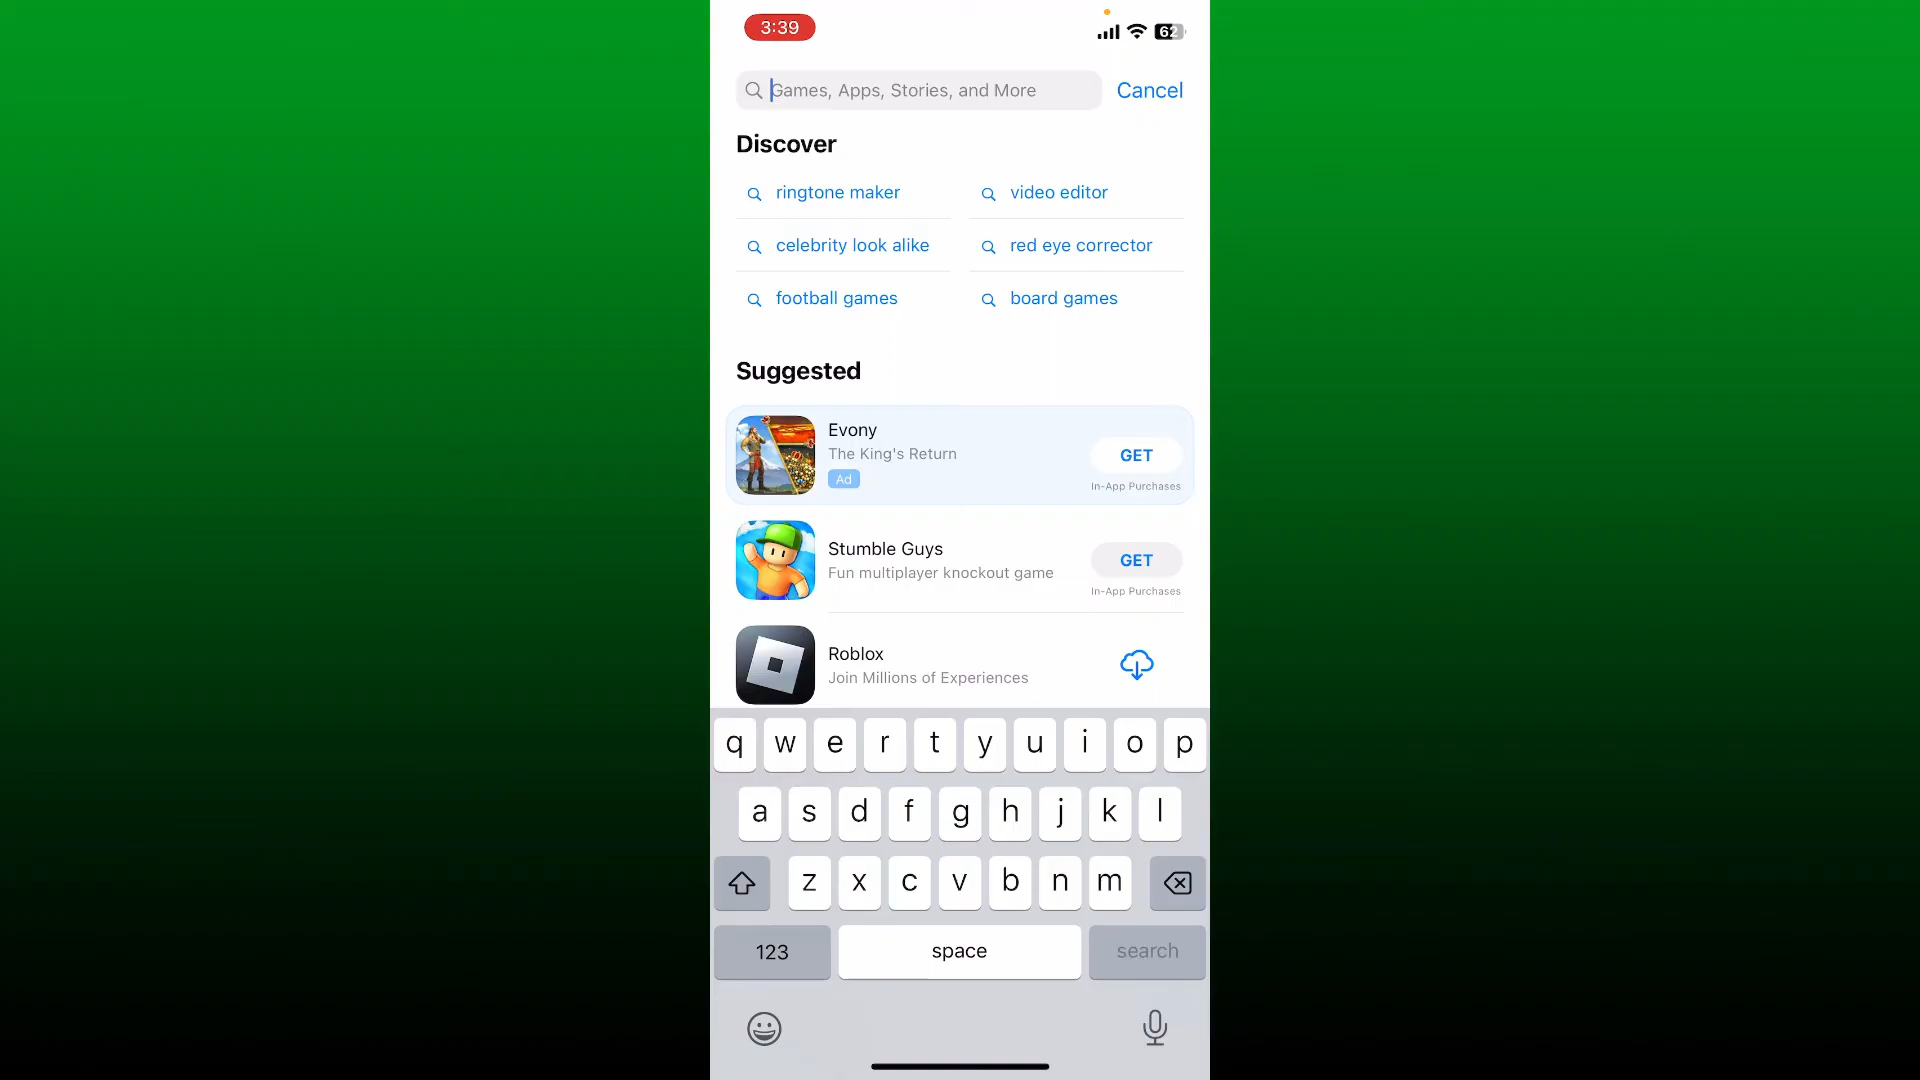 3:39
62
Games, Apps, Stories, and More
Cancel
Discover
ringtone maker
video editor
celebrity look alike
red eye corrector
football games
board games
Suggested
Evony
The King's Return
Ad
GET
In-App Purchases
Stumble Guys
Fun multiplayer knockout game
GET
In-App Purchases
Roblox
Join Millions of Experiences
q w e r t y u i o p
a s d f g h j k l
z x c v b n m
123 space search